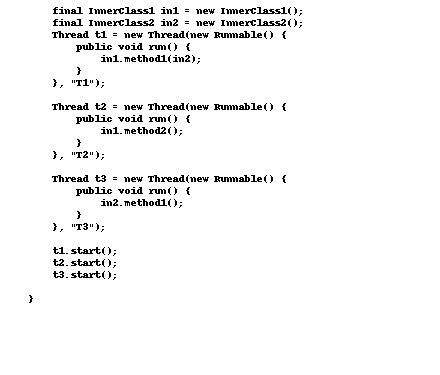 final InnerClass1 in1 = new InnerClass1();
final InnerClass2 in2 = new InnerClass2();
Thread t1 = new Thread(new Runnable() {
public void run() {
in1.method1(in2);
}
}, "T1");
Thread t2 = new Thread(new Runnable() {
public void run() {
in1.method2();
}
}, "T2");
Thread t3 = new Thread(new Runnable() {
public void run() {
in2.method1();
}
}, "T3");
t1.start();
t2.start();
t3.start();
}